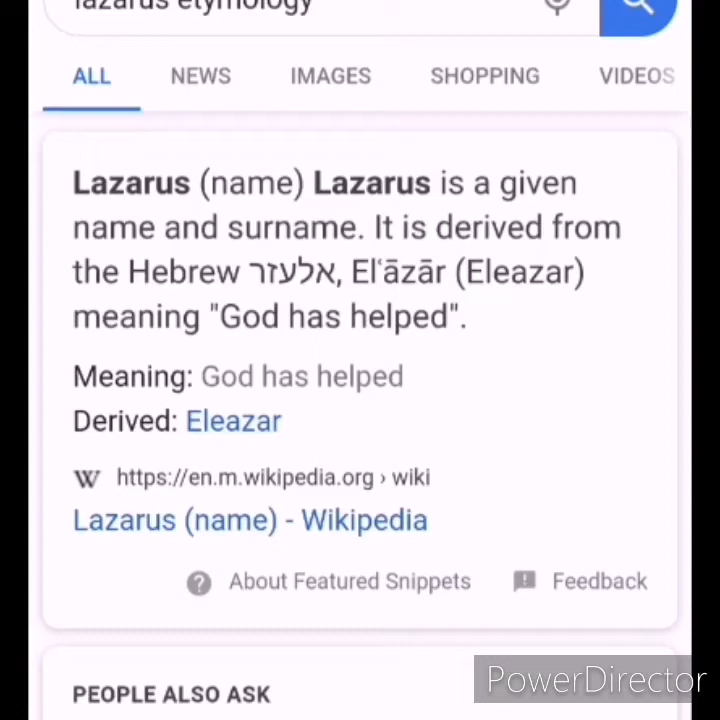 lazarus etymology
ALL NEWS IMAGES SHOPPING VIDEOS
Lazarus (name) Lazarus is a given
name and surname. It is derived from
the Hebrew אלעזר, Elʿāzār (Eleazar)
meaning "God has helped".
Meaning: God has helped
Derived: Eleazar
W https://en.m.wikipedia.org › wiki
Lazarus (name) - Wikipedia
? About Featured Snippets ! Feedback
PEOPLE ALSO ASK
PowerDirector